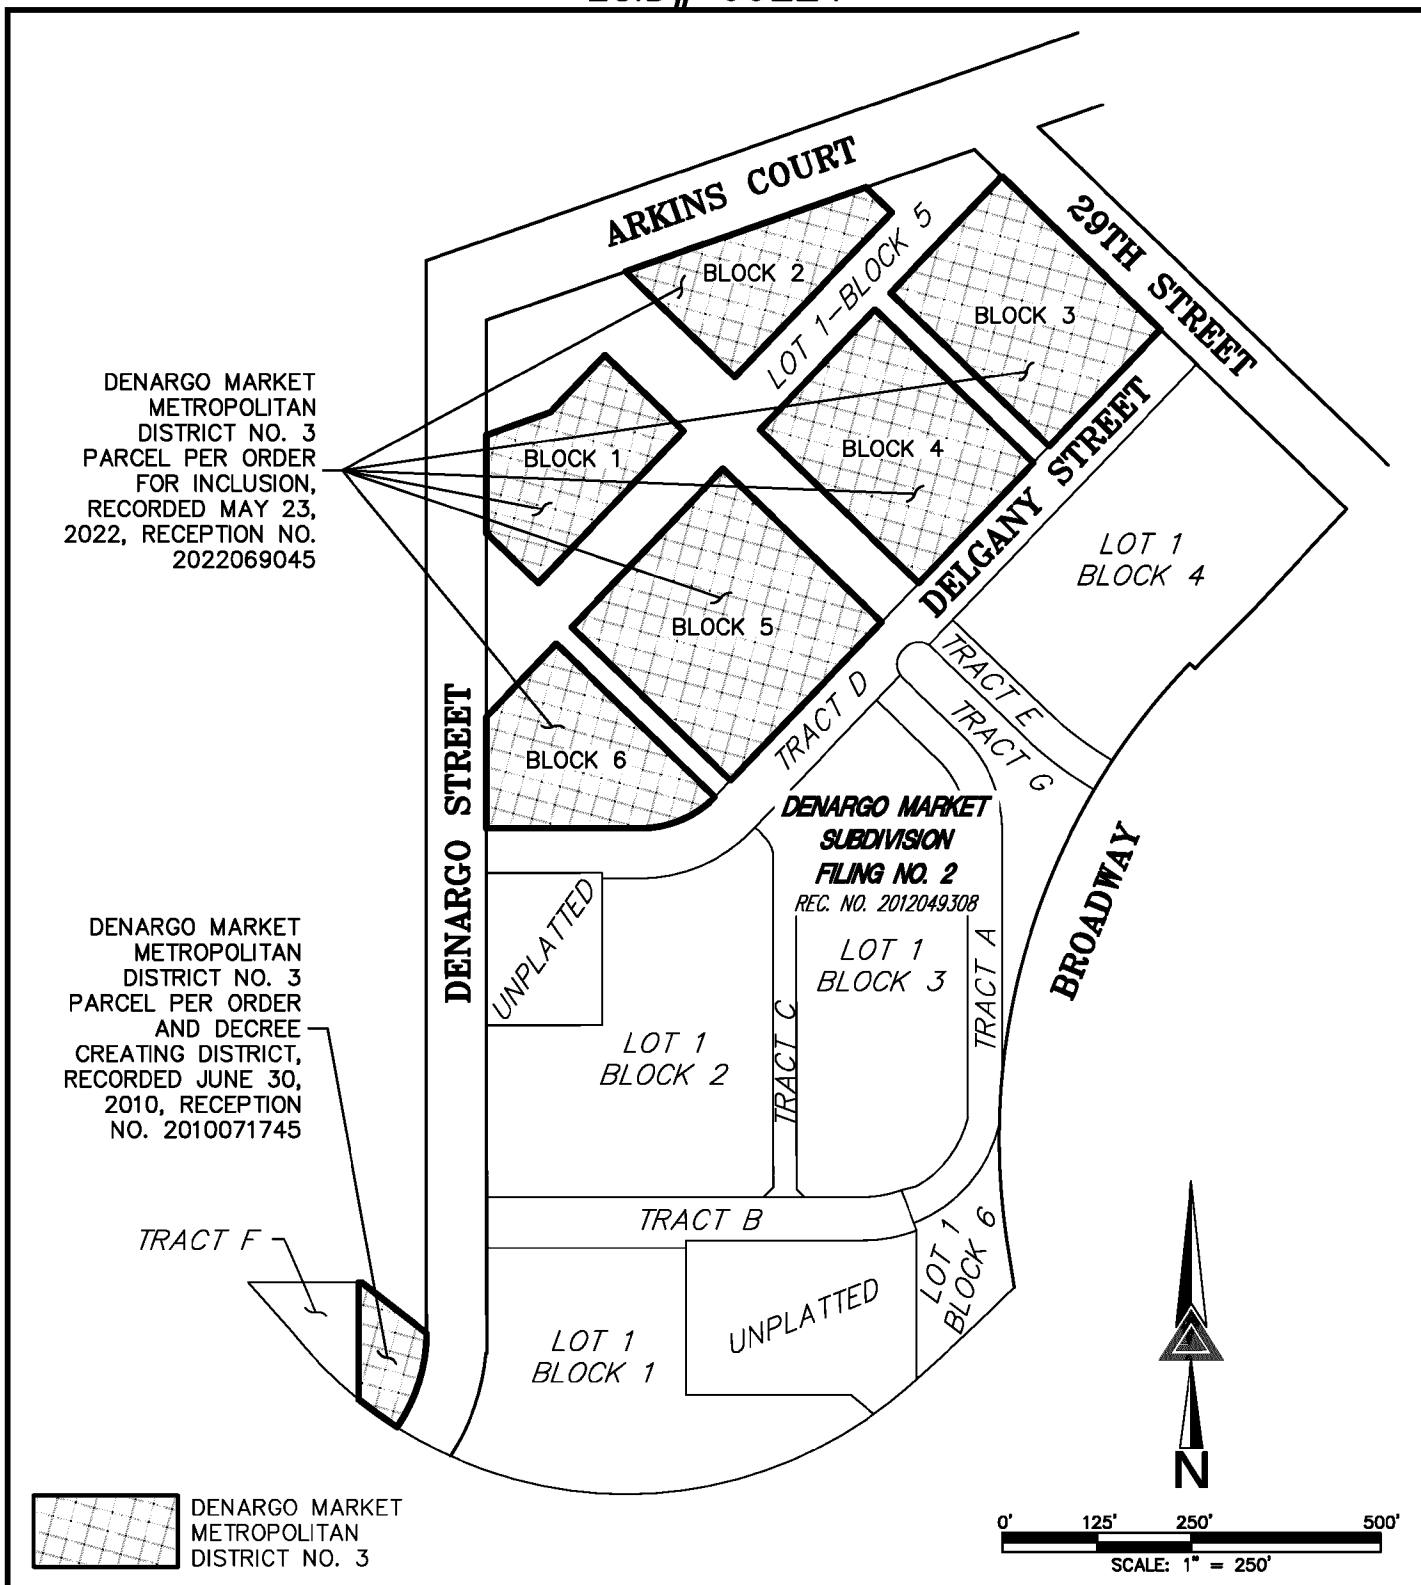 ARKINS COURT
29TH STREET
BLOCK 2
LOT 1-BLOCK 5
BLOCK 3
DENARGO MARKET
METROPOLITAN
DISTRICT NO. 3
PARCEL PER ORDER
FOR INCLUSION,
RECORDED MAY 23,
2022, RECEPTION NO.
2022069045
BLOCK 1
BLOCK 4
DELGANY STREET
LOT 1
BLOCK 4
BLOCK 5
TRACT E
TRACT D
TRACT G
BLOCK 6
DENARGO STREET
DENARGO MARKET
SUBDIVISION
FILING NO. 2
REC. NO. 2012049308
BROADWAY
UNPLATTED
LOT 1
BLOCK 3
TRACT A
DENARGO MARKET
METROPOLITAN
DISTRICT NO. 3
PARCEL PER ORDER
AND DECREE
CREATING DISTRICT,
RECORDED JUNE 30,
2010, RECEPTION
NO. 2010071745
LOT 1
BLOCK 2
TRACT C
TRACT B
TRACT F
LOT 1
BLOCK 6
UNPLATTED
LOT 1
BLOCK 1
N
DENARGO MARKET
METROPOLITAN
DISTRICT NO. 3
0' 125' 250' 500'
SCALE: 1" = 250'